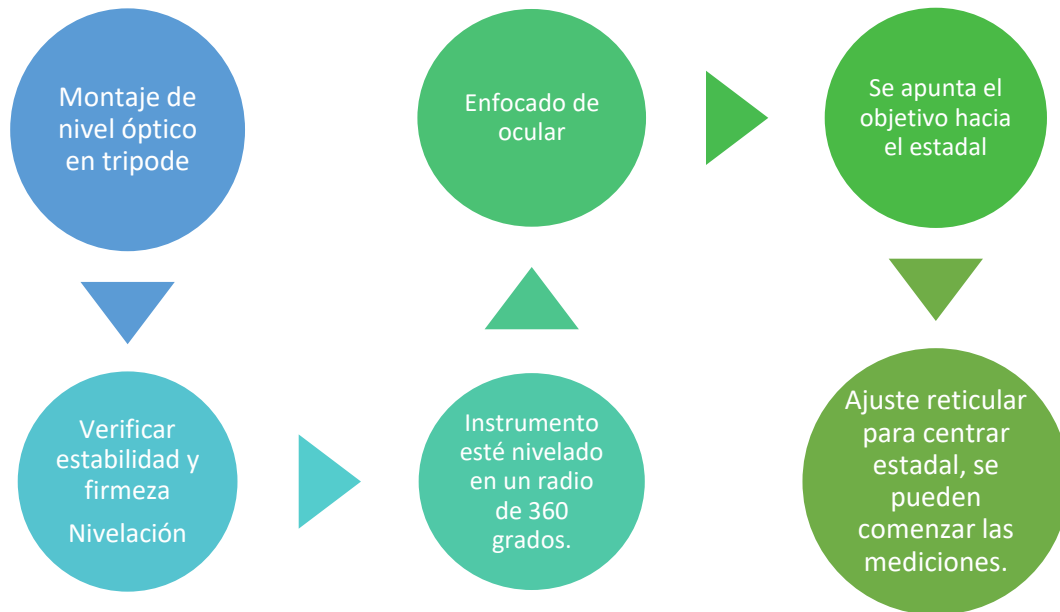 Montaje de
nivel óptico
en tripode
Verificar
estabilidad y
firmeza
Nivelación
Instrumento
esté nivelado
en un radio
de 360
grados.
Enfocado de
ocular
Se apunta el
objetivo hacia
el estadal
Ajuste reticular
para centrar
estadal, se
pueden
comenzar las
mediciones.